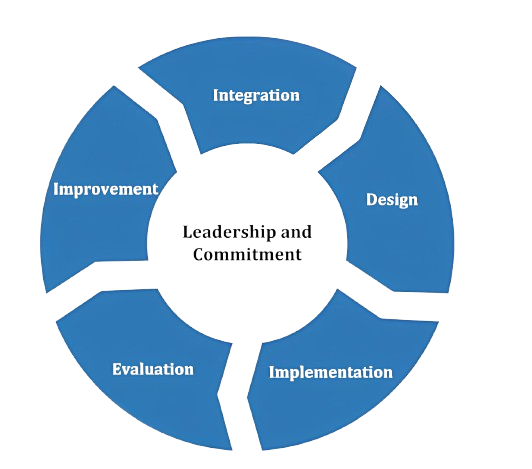 Integration
Design
Implementation
Evaluation
Improvement
Leadership and
Commitment